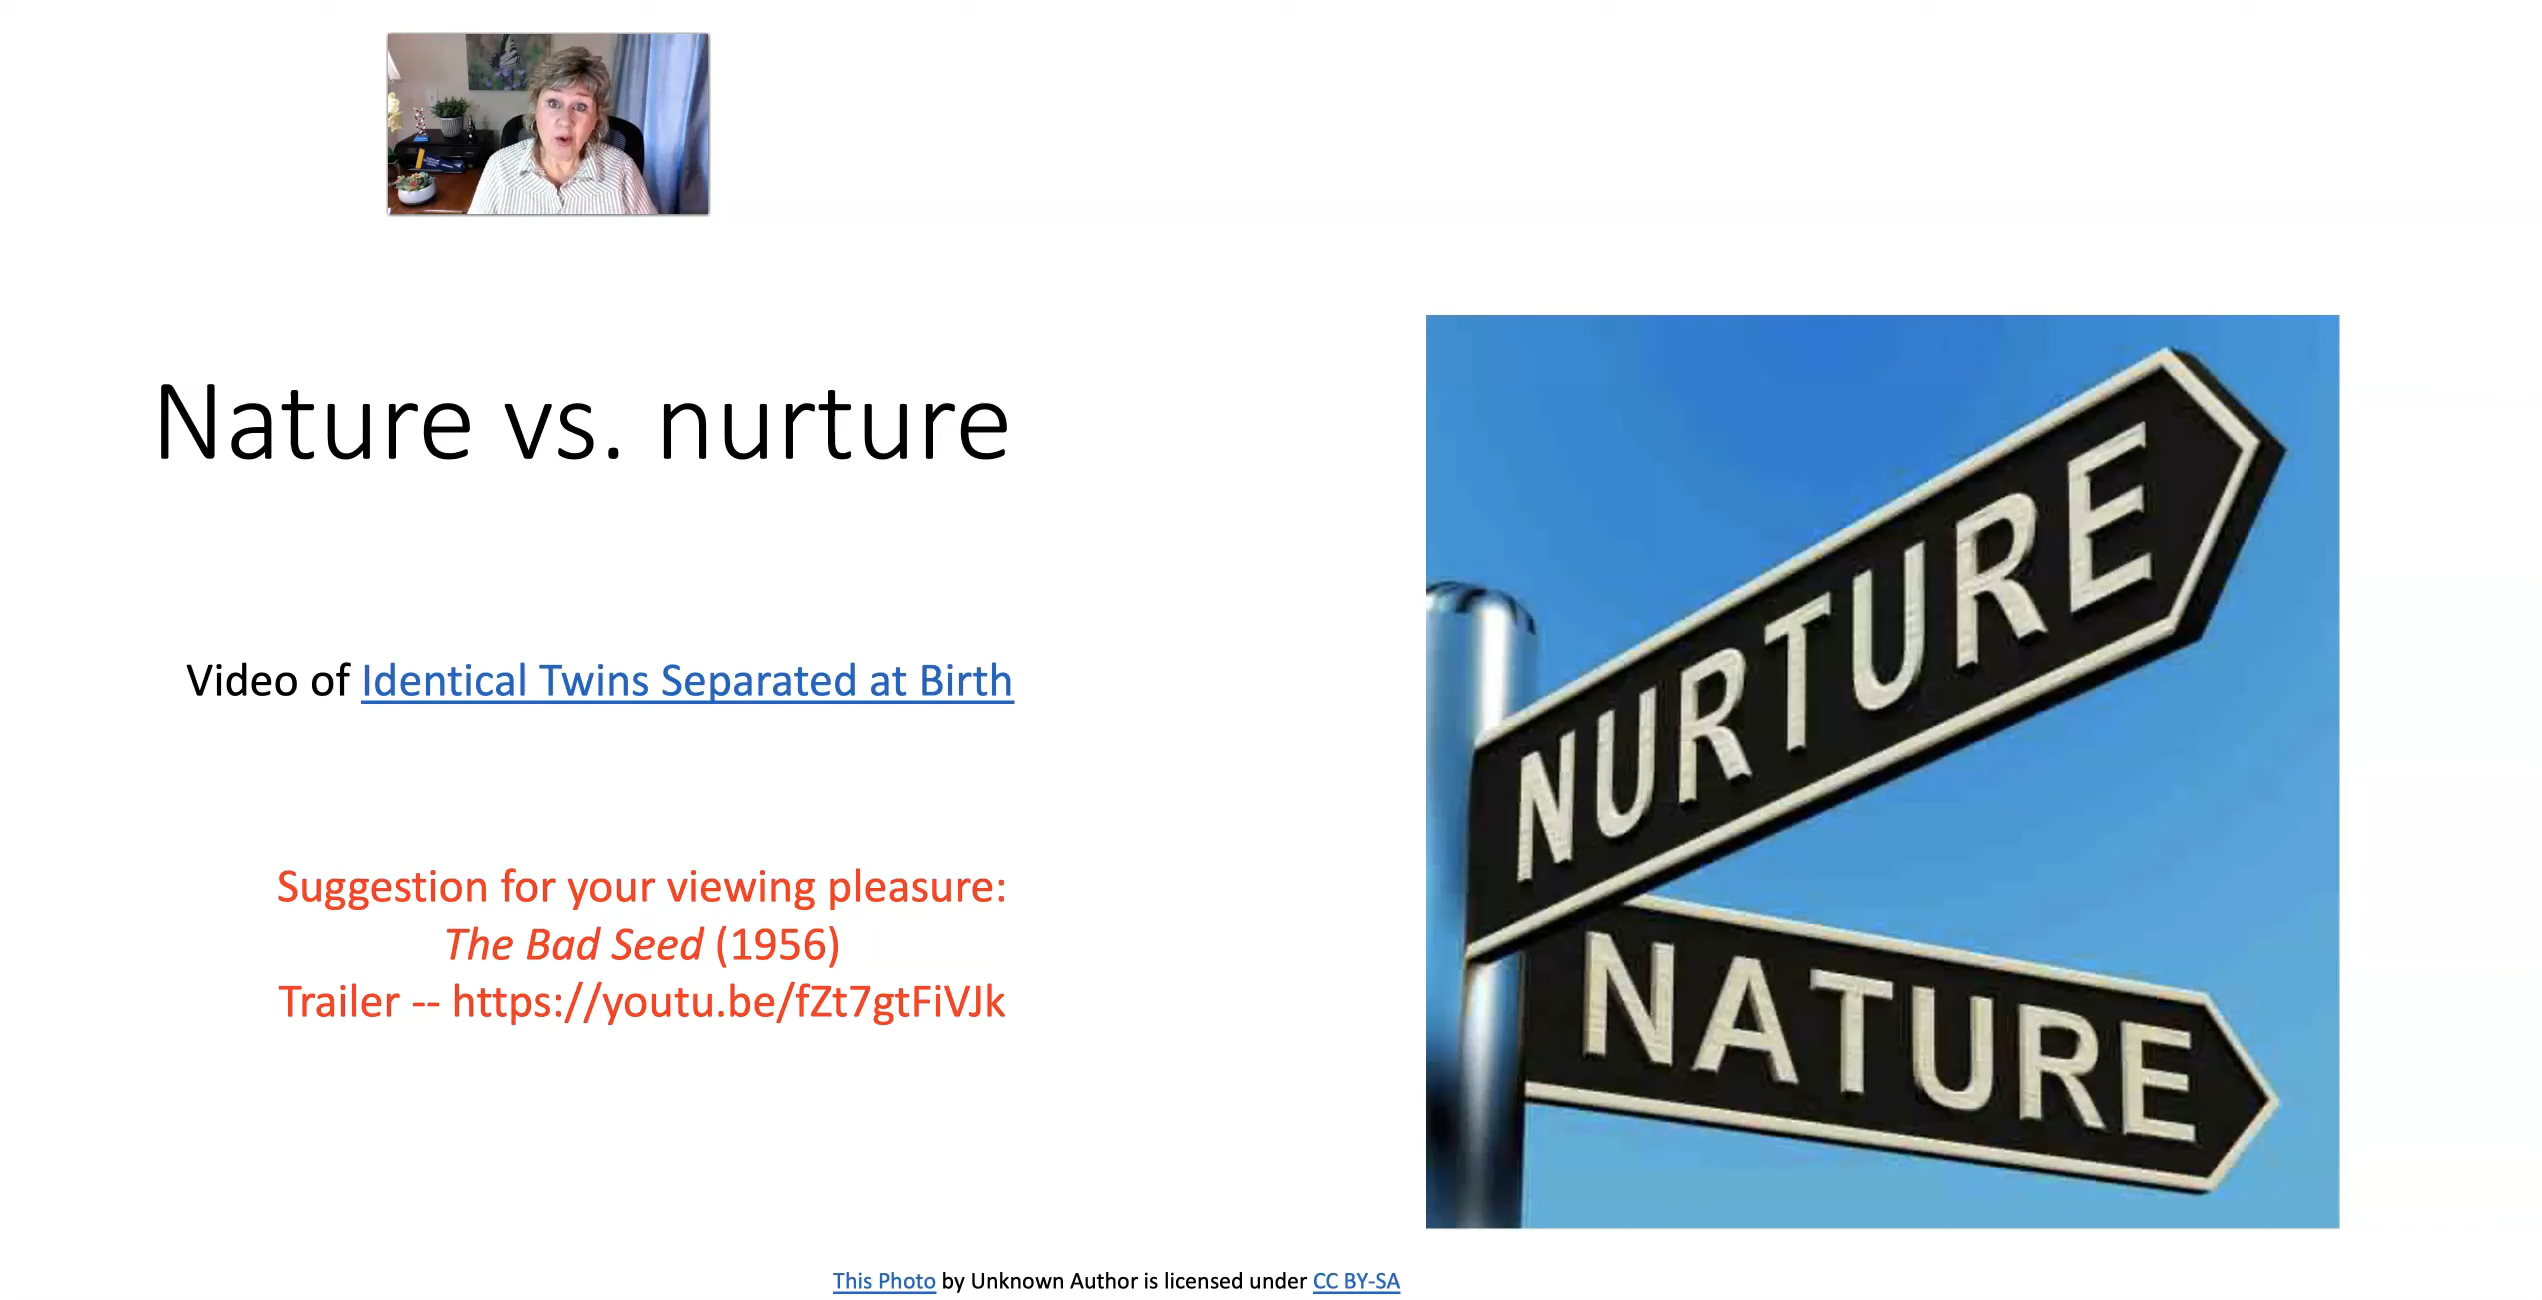 Nature vs. nurture
Video of Identical Twins Separated at Birth
Suggestion for your viewing pleasure:
The Bad Seed (1956)
Trailer -- https://youtu.be/fZt7gtFiVJk
NURTURE
NATURE
This Photo by Unknown Author is licensed under CC BY-SA